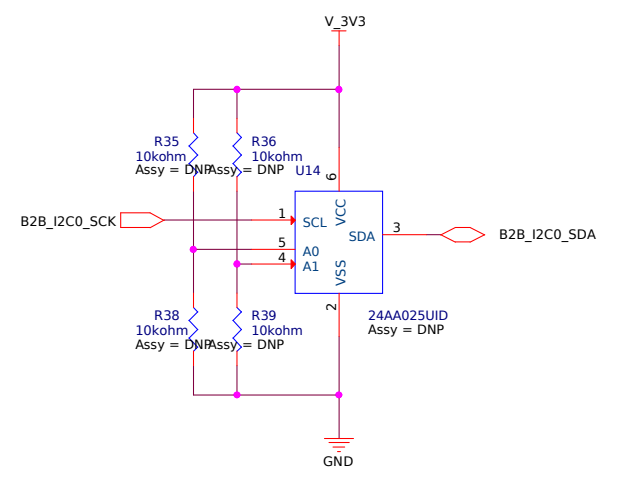 V_3V3
R35
10kohm
Assy = DNP
R36
10kohm
Assy = DNP
U14
6
VCC
B2B_I2C0_SCK
1
SCL
SDA
3
B2B_I2C0_SDA
5
A0
4
A1
VSS
2
R38
10kohm
Assy = DNP
R39
10kohm
Assy = DNP
24AA025UID
Assy = DNP
GND